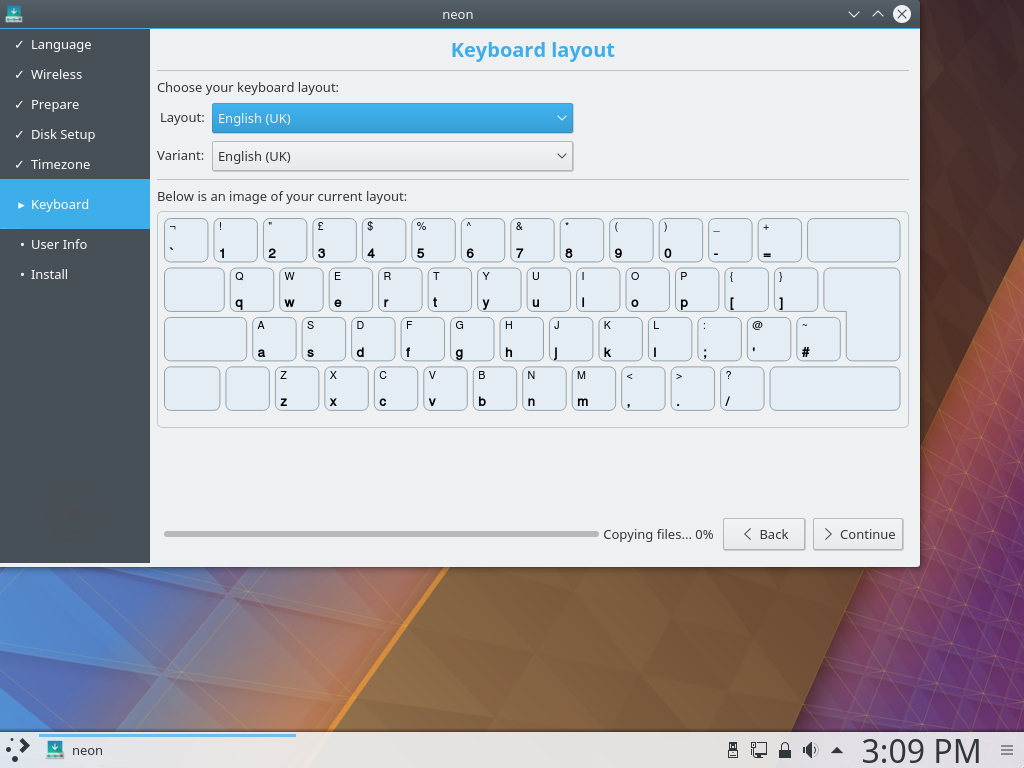 neon
✓ Language
✓ Wireless
✓ Prepare
✓ Disk Setup
✓ Timezone
▸ Keyboard
• User Info
• Install
Keyboard layout
Choose your keyboard layout:
Layout: English (UK)
Variant: English (UK)
Below is an image of your current layout:
¬ ! " £ $ % ^ & * ( ) _ +
` 1 2 3 4 5 6 7 8 9 0 - =
Q W E R T Y U I O P { }
q w e r t y u i o p [ ]
A S D F G H J K L : @ ~
a s d f g h j k l ; ' #
Z X C V B N M < > ?
z x c v b n m , . /
Copying files... 0% Back Continue
neon 3:09 PM